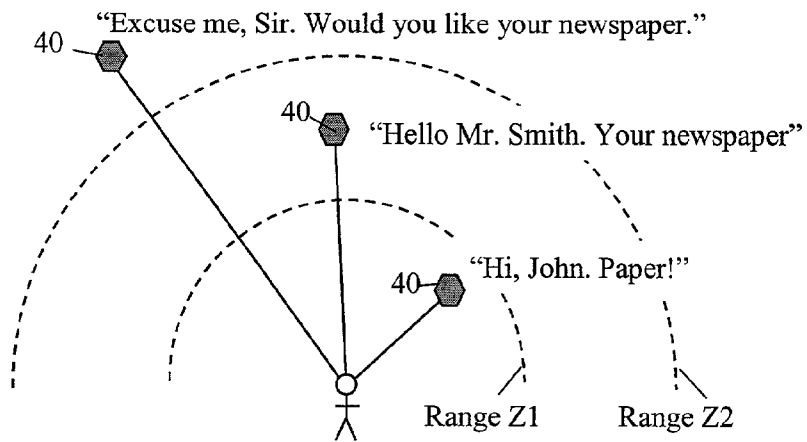 “Excuse me, Sir. Would you like your newspaper.”
40
40
“Hello Mr. Smith. Your newspaper”
“Hi, John. Paper!”
40
Range Z1
Range Z2